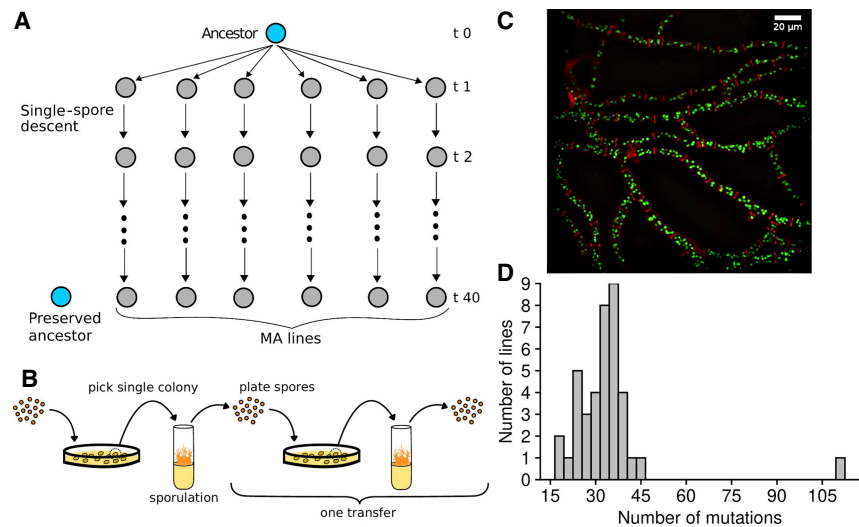 A
Ancestor
t 0
t 1
Single-spore
descent
t 2
t 40
Preserved
ancestor
MA lines
B
pick single colony
plate spores
sporulation
one transfer
C
20 µm
D
9
8
7
6
5
4
3
2
1
0
Number of lines
15 30 45 60 75 90 105
Number of mutations